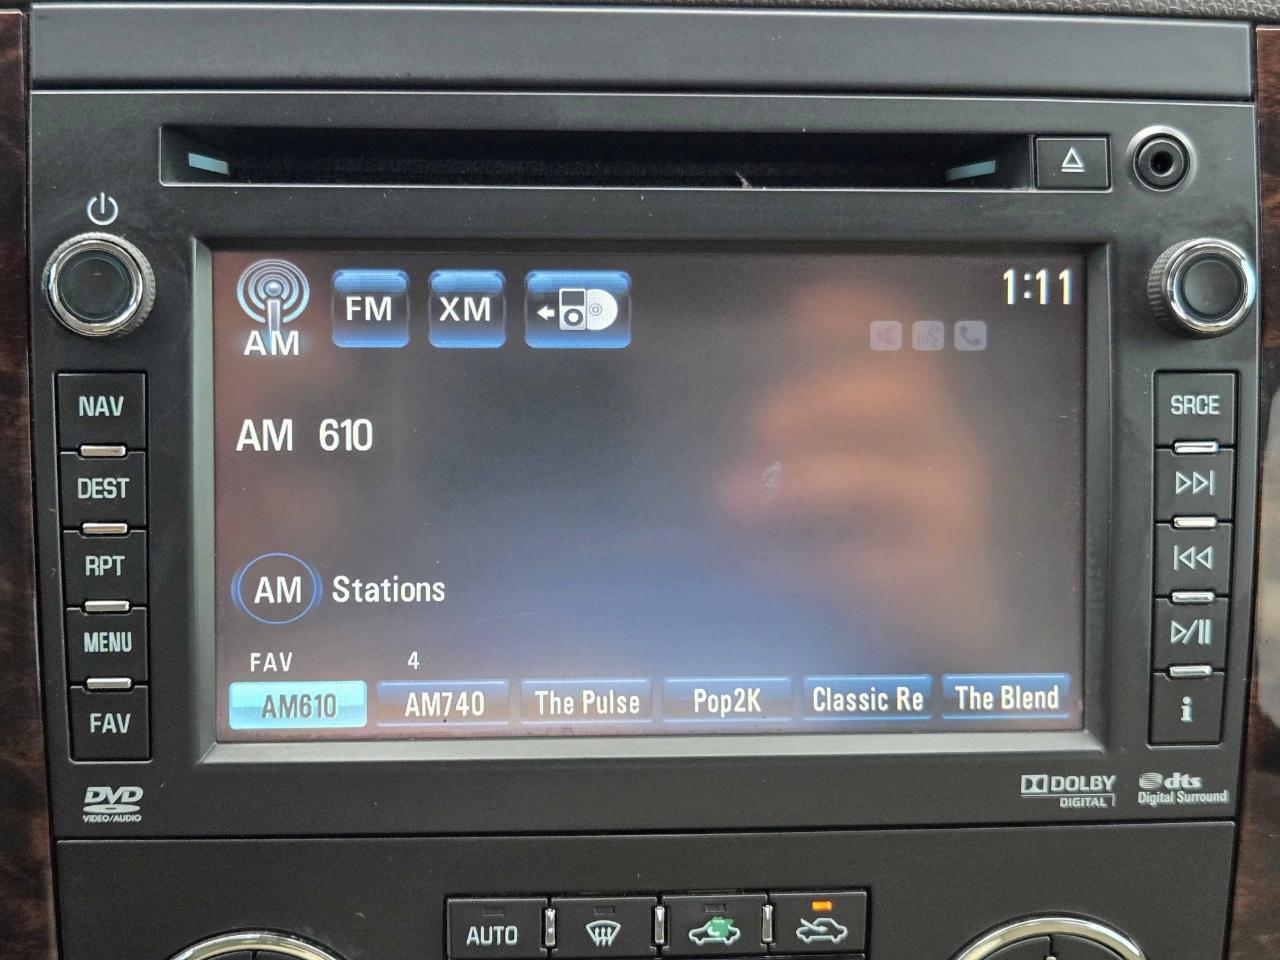 AM
FM
XM
1:11
AM 610
AM Stations
FAV 4
AM610
AM740
The Pulse
Pop2K
Classic Re
The Blend
NAV
DEST
RPT
MENU
FAV
SRCE
i
DVD
VIDEO/AUDIO
DOLBY
DIGITAL
dts
Digital Surround
AUTO